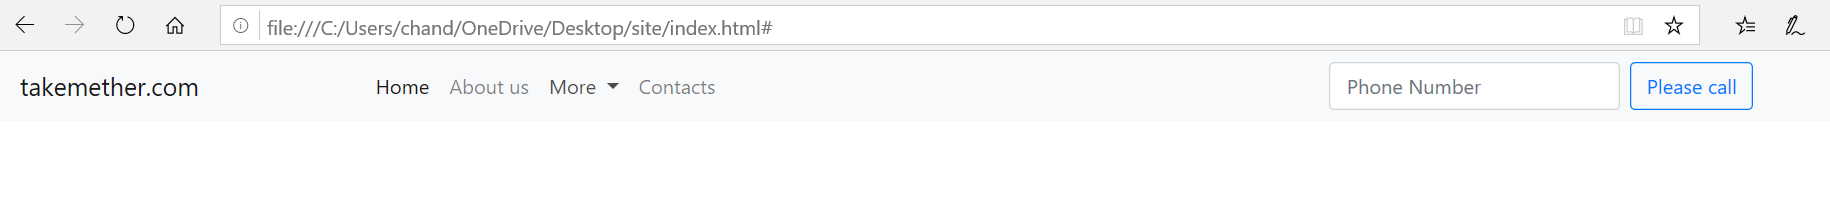 file:///C:/Users/chand/OneDrive/Desktop/site/index.html#
takemether.com Home About us More Contacts Phone Number Please call